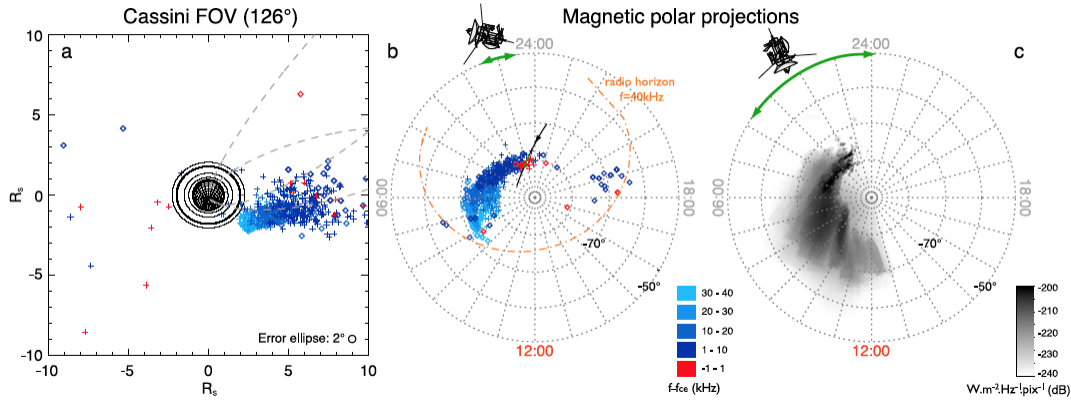 Cassini FOV (126°)
Magnetic polar projections
a
b
c
10
5
0
-5
-10
Rs
-10 -5 0 5 10
Rs
Error ellipse: 2°
24:00
radio horizon
f=40kHz
06:00
18:00
-70°
-50°
12:00
30 - 40
20 - 30
10 - 20
1 - 10
-1 - 1
f-fce (kHz)
24:00
06:00
18:00
-70°
-50°
12:00
-200
-210
-220
-230
-240
W.m⁻².Hz⁻¹.pix⁻¹ (dB)